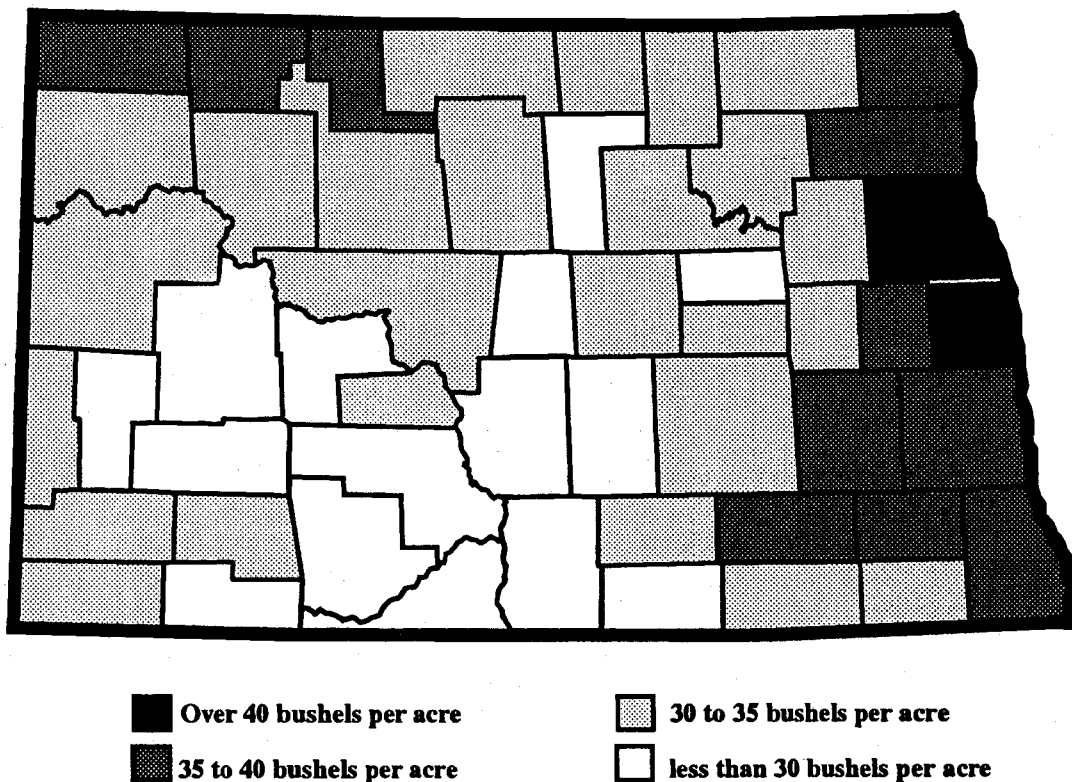 Over 40 bushels per acre
30 to 35 bushels per acre
35 to 40 bushels per acre
less than 30 bushels per acre